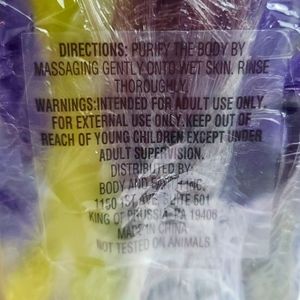 DIRECTIONS: PURIFY THE BODY BY
MASSAGING GENTLY ONTO WET SKIN. RINSE
THOROUGHLY.
WARNINGS:INTENDED FOR ADULT USE ONLY.
FOR EXTERNAL USE ONLY.KEEP OUT OF
REACH OF YOUNG CHILDREN EXCEPT UNDER
ADULT SUPERVISION.
DISTRIBUTED BY:
BODY AND INC.
1150 1ST AVE, SUITE 501
KING OF PRUSSIA, PA 19406
MADE IN CHINA
NOT TESTED ON ANIMALS